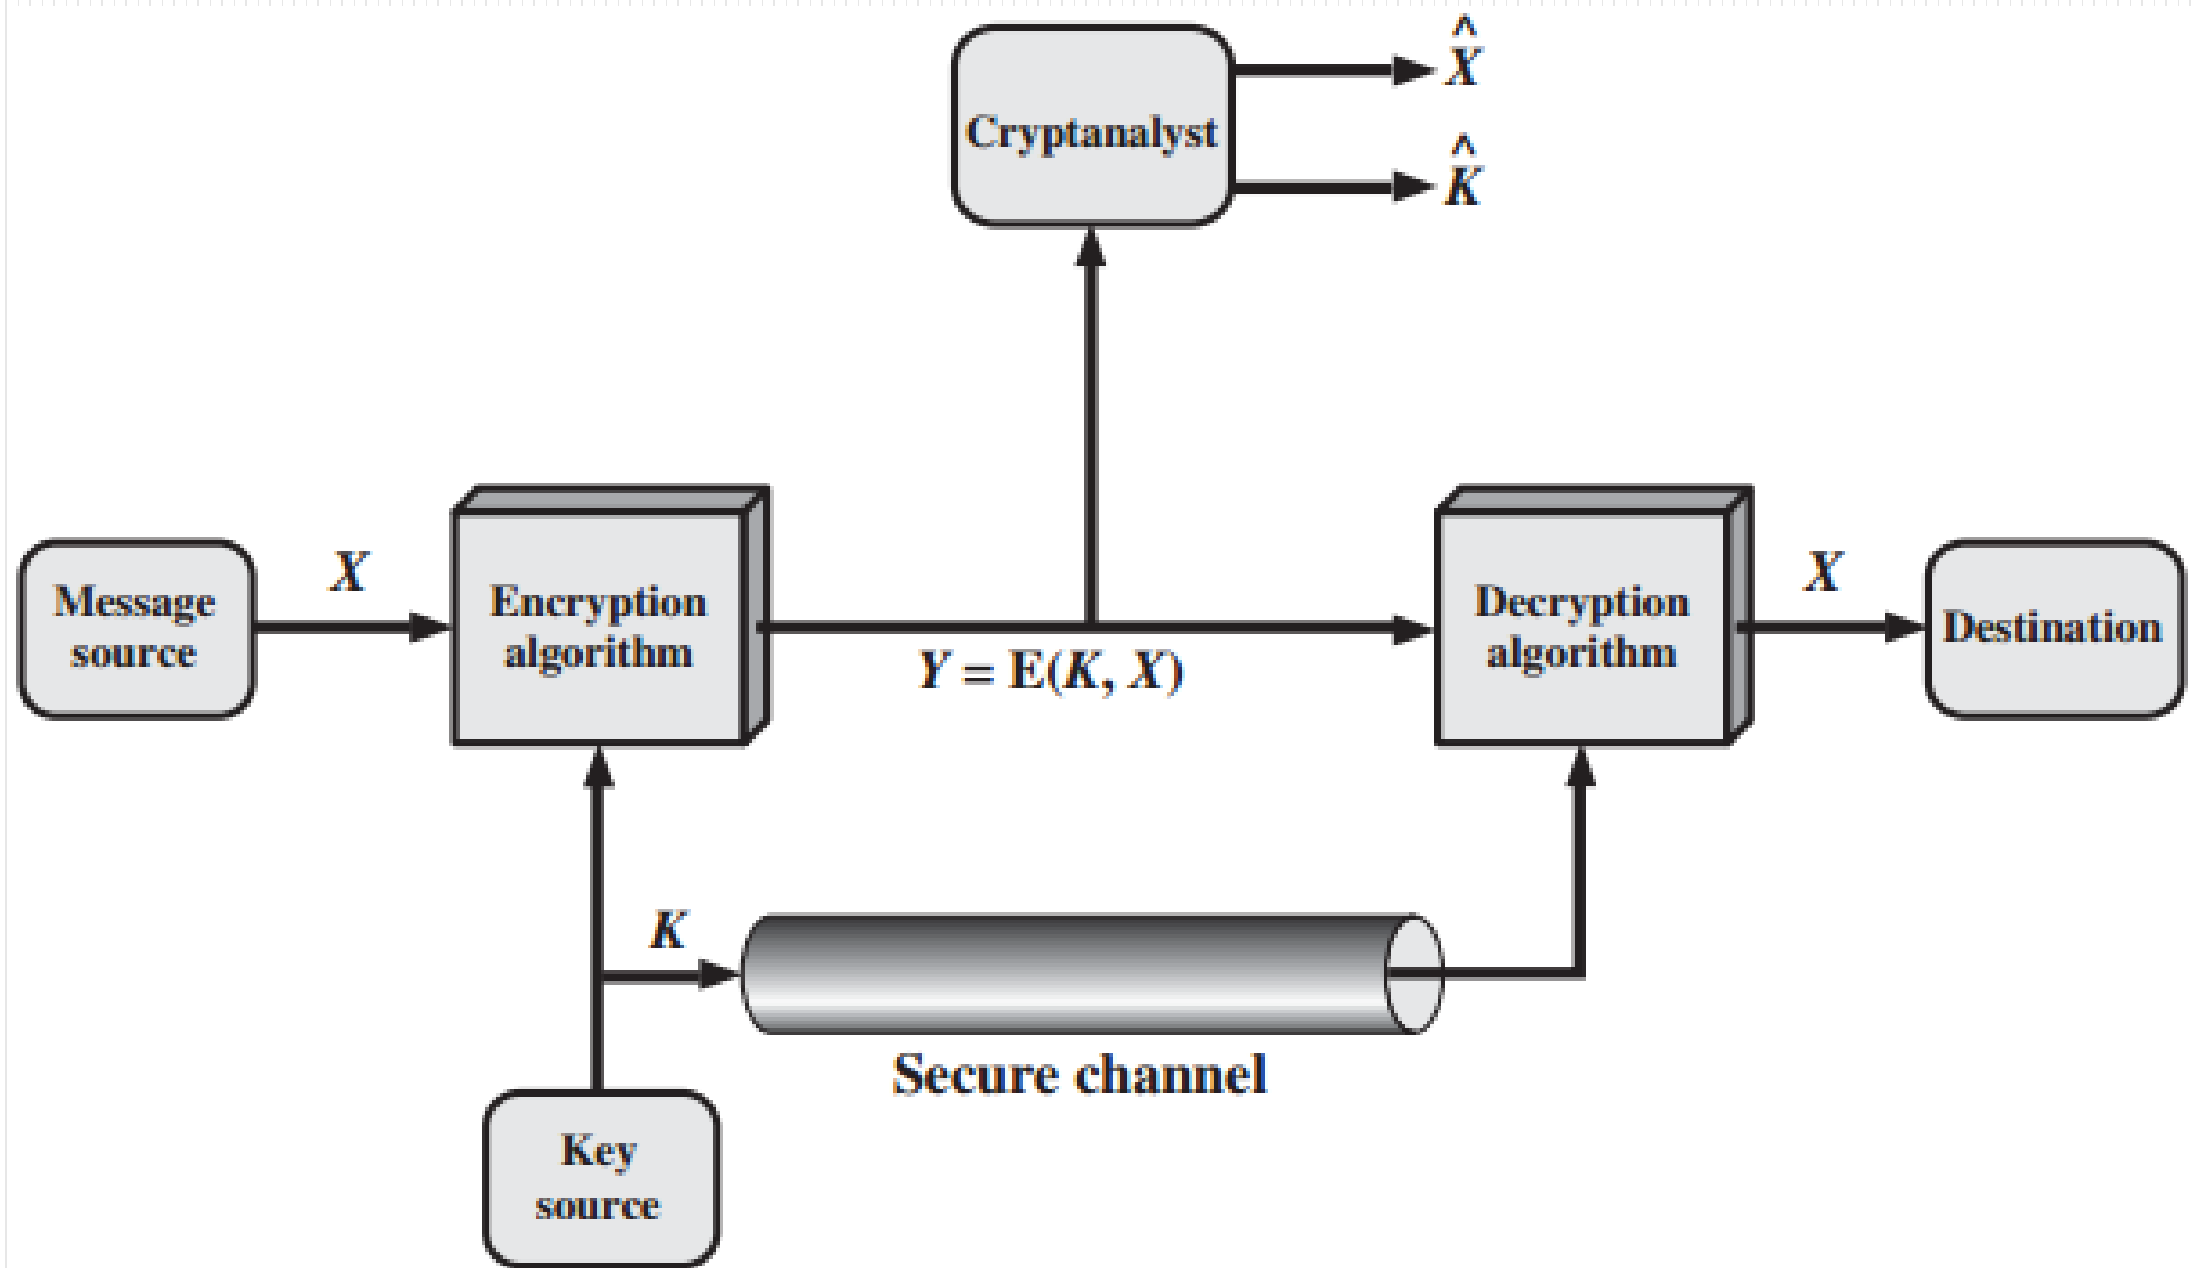 X̂
Cryptanalyst
K̂
Message
source
X
Encryption
algorithm
Y = E(K, X)
Decryption
algorithm
X
Destination
K
Secure channel
Key
source